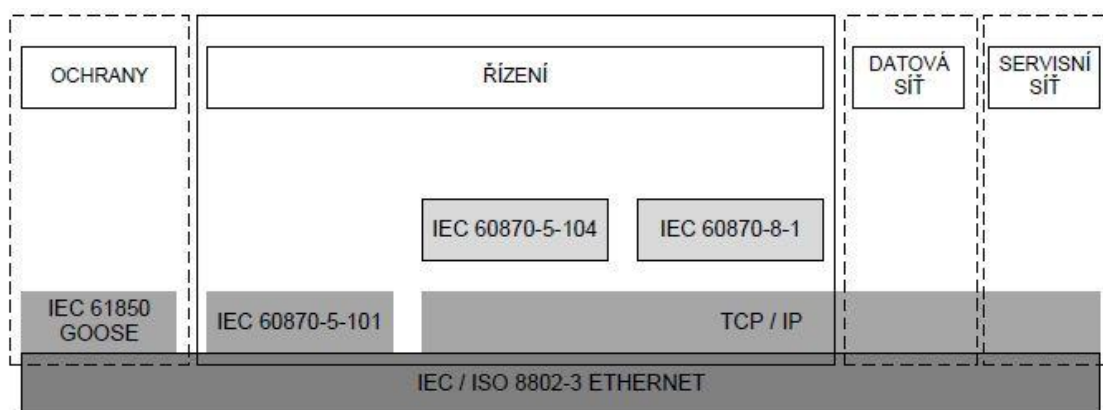 OCHRANY
ŘÍZENÍ
DATOVÁ
SÍŤ
SERVISNÍ
SÍŤ
IEC 60870-5-104
IEC 60870-8-1
IEC 61850
GOOSE
IEC 60870-5-101
TCP / IP
IEC / ISO 8802-3 ETHERNET